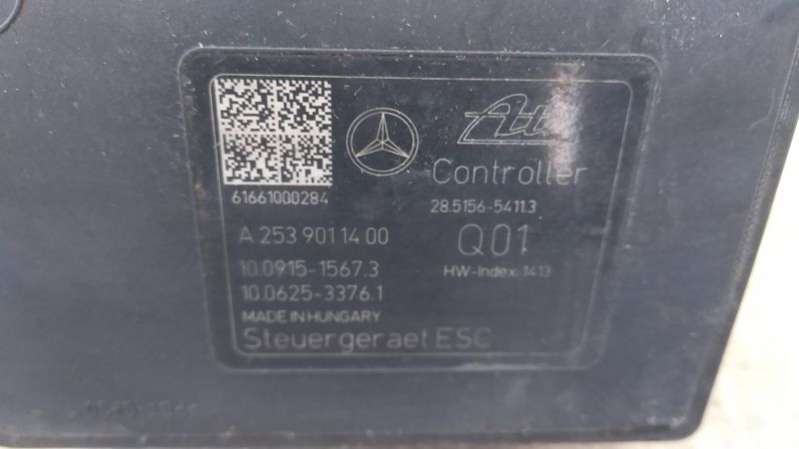 Ate
Controller
61661000284
28.5156-5411.3
A 253 901 14 00
Q01
10.0915-1567.3
HW-Index: 1413
10.0625-3376.1
MADE IN HUNGARY
Steuergeraet ESC